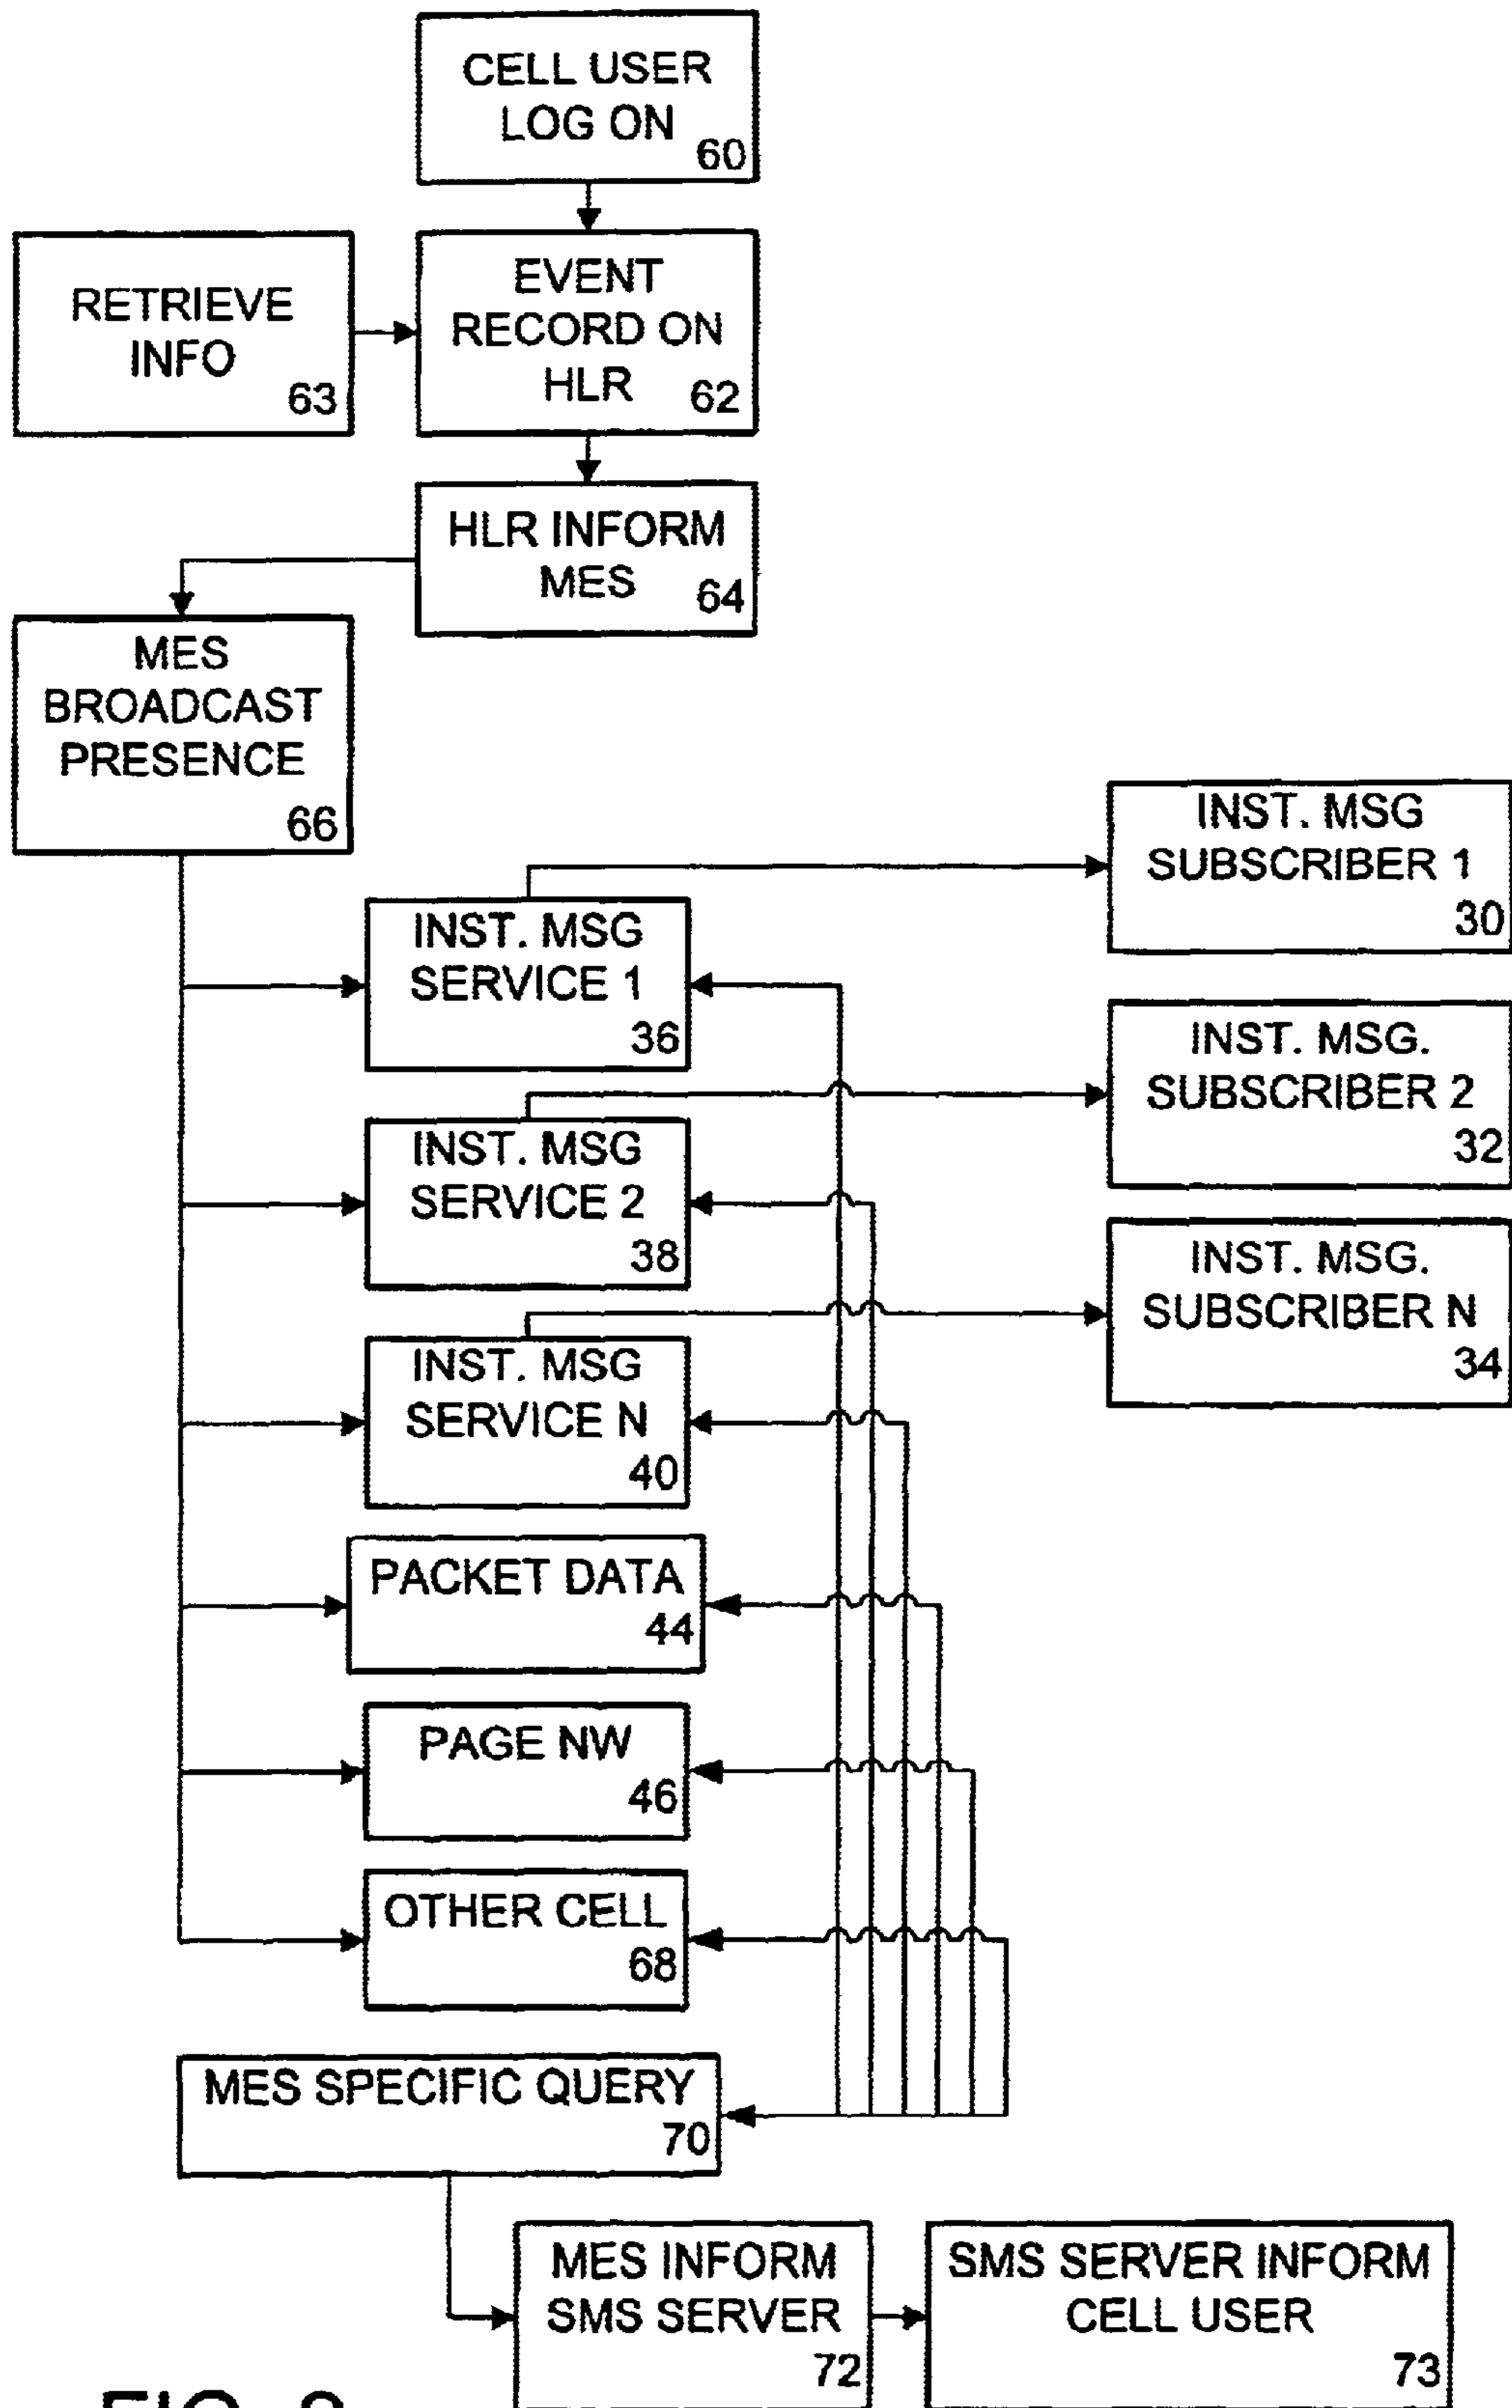 CELL USER
LOG ON
60
RETRIEVE
INFO
63
EVENT
RECORD ON
HLR
62
HLR INFORM
MES
64
MES
BROADCAST
PRESENCE
66
INST. MSG
SUBSCRIBER 1
30
INST. MSG
SERVICE 1
36
INST. MSG.
SUBSCRIBER 2
32
INST. MSG
SERVICE 2
38
INST. MSG.
SUBSCRIBER N
34
INST. MSG
SERVICE N
40
PACKET DATA
44
PAGE NW
46
OTHER CELL
68
MES SPECIFIC QUERY
70
MES INFORM
SMS SERVER
72
SMS SERVER INFORM
CELL USER
73